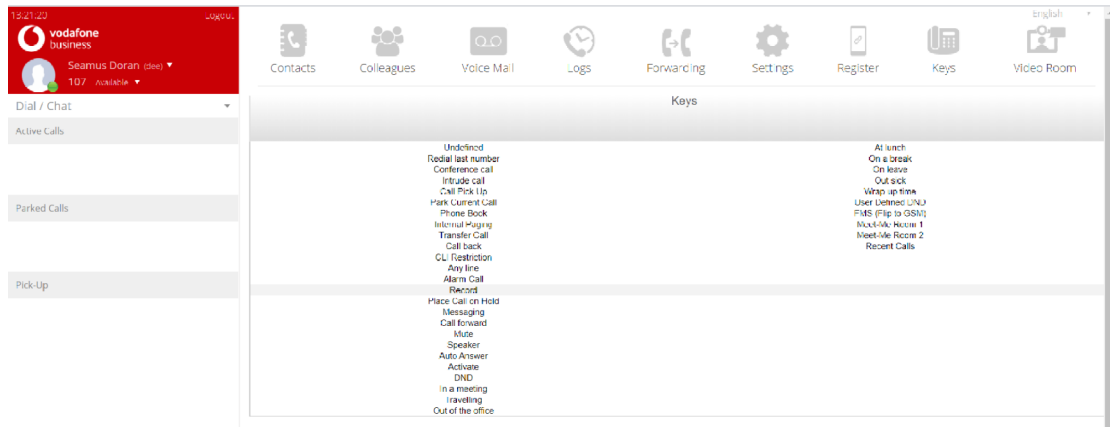 13:21:20 Logout
vodafone
business
Seamus Doran (dee)
107 Available
English
Contacts Colleagues Voice Mail Logs Forwarding Settings Register Keys Video Room
Dial / Chat
Active Calls
Parked Calls
Pick-Up
Keys
Undefined
Redial last number
Conference call
Intrude call
Call Pick Up
Park Current Call
Phone Book
Internal Paging
Transfer Call
Call back
CLI Restriction
Any line
Alarm Call
Record
Place Call on Hold
Messaging
Call forward
Mute
Speaker
Auto Answer
Activate
DND
In a meeting
Travelling
Out of the office
At lunch
On a break
On leave
Out sick
Wrap up time
User Defined DND
FMS (Flip to GSM)
Meet-Me Room 1
Meet-Me Room 2
Recent Calls